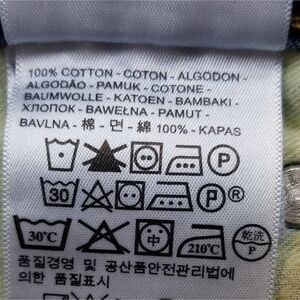 100% COTTON - COTON - ALGODON -
ALGODÃO - PAMUK - COTONE -
BAUMWOLLE - KATOEN - BAMBAKI -
ХЛОПОК - BAWEŁNA - PAMUT -
BAVLNA - 棉 - 면 - 綿 100% - KAPAS
P
30 P ®
30℃ 中 210℃ 乾洗 P
품질경영 및 공산품안전관리법에
의한 품질표시